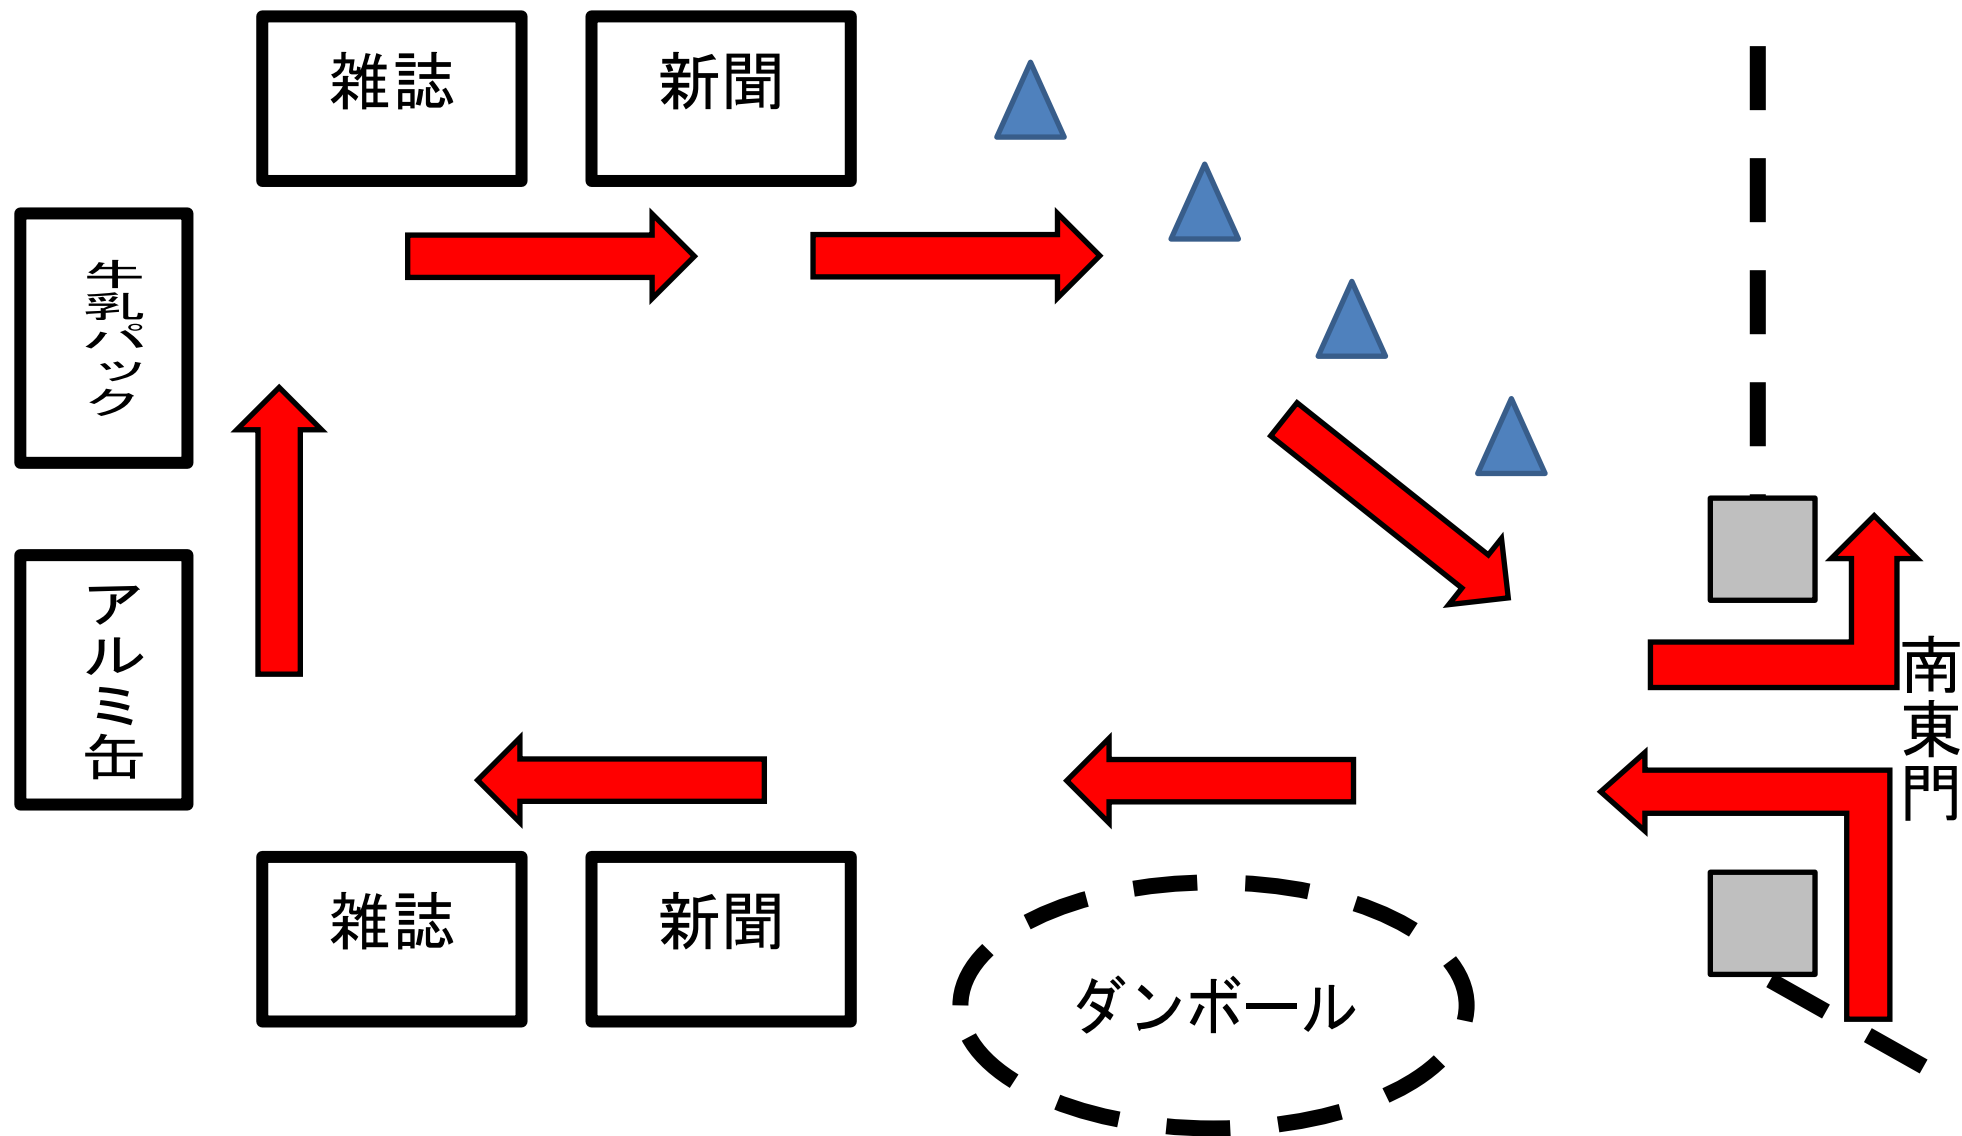 雑誌
新聞
牛乳パック
アルミ缶
南東門
雑誌
新聞
ダンボール